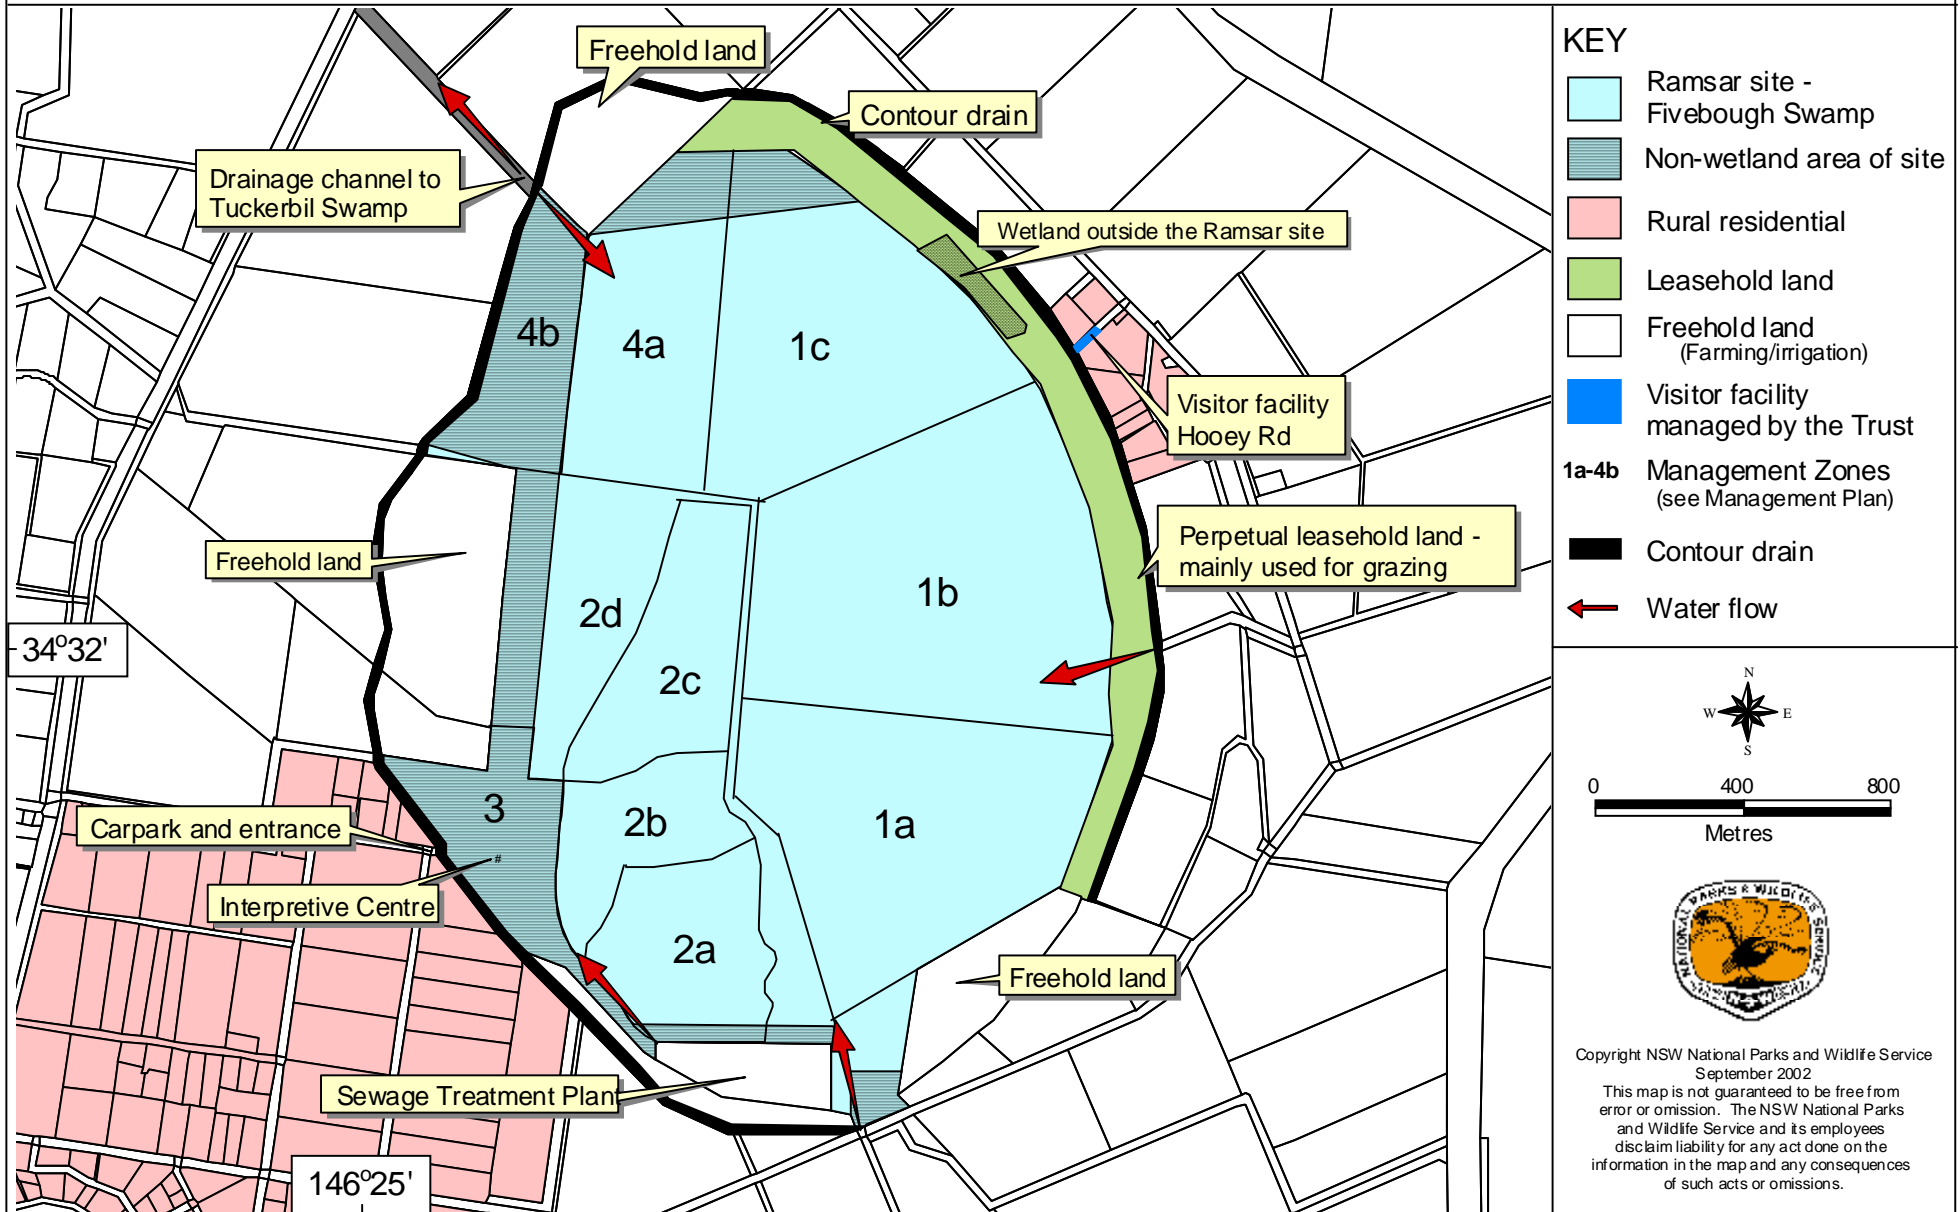 Freehold land
Contour drain
Drainage channel to
Tuckerbil Swamp
Wetland outside the Ramsar site
4b
4a
1c
Visitor facility
Hooey Rd
Perpetual leasehold land -
mainly used for grazing
Freehold land
1b
2d
34º32'
2c
3
2b
1a
Carpark and entrance
#
Interpretive Centre
2a
Freehold land
Sewage Treatment Plant
146º25'
KEY
Ramsar site -
Fivebough Swamp
Non-wetland area of site
Rural residential
Leasehold land
Freehold land
(Farming/irrigation)
Visitor facility
managed by the Trust
1a-4b
Management Zones
(see Management Plan)
Contour drain
Water flow
N
W
E
S
0
400
800
Metres
NATIONAL PARKS & WILDLIFE SERVICE
Copyright NSW National Parks and Wildlife Service
September 2002
This map is not guaranteed to be free from
error or omission. The NSW National Parks
and Wildlife Service and its employees
disclaim liability for any act done on the
information in the map and any consequences
of such acts or omissions.